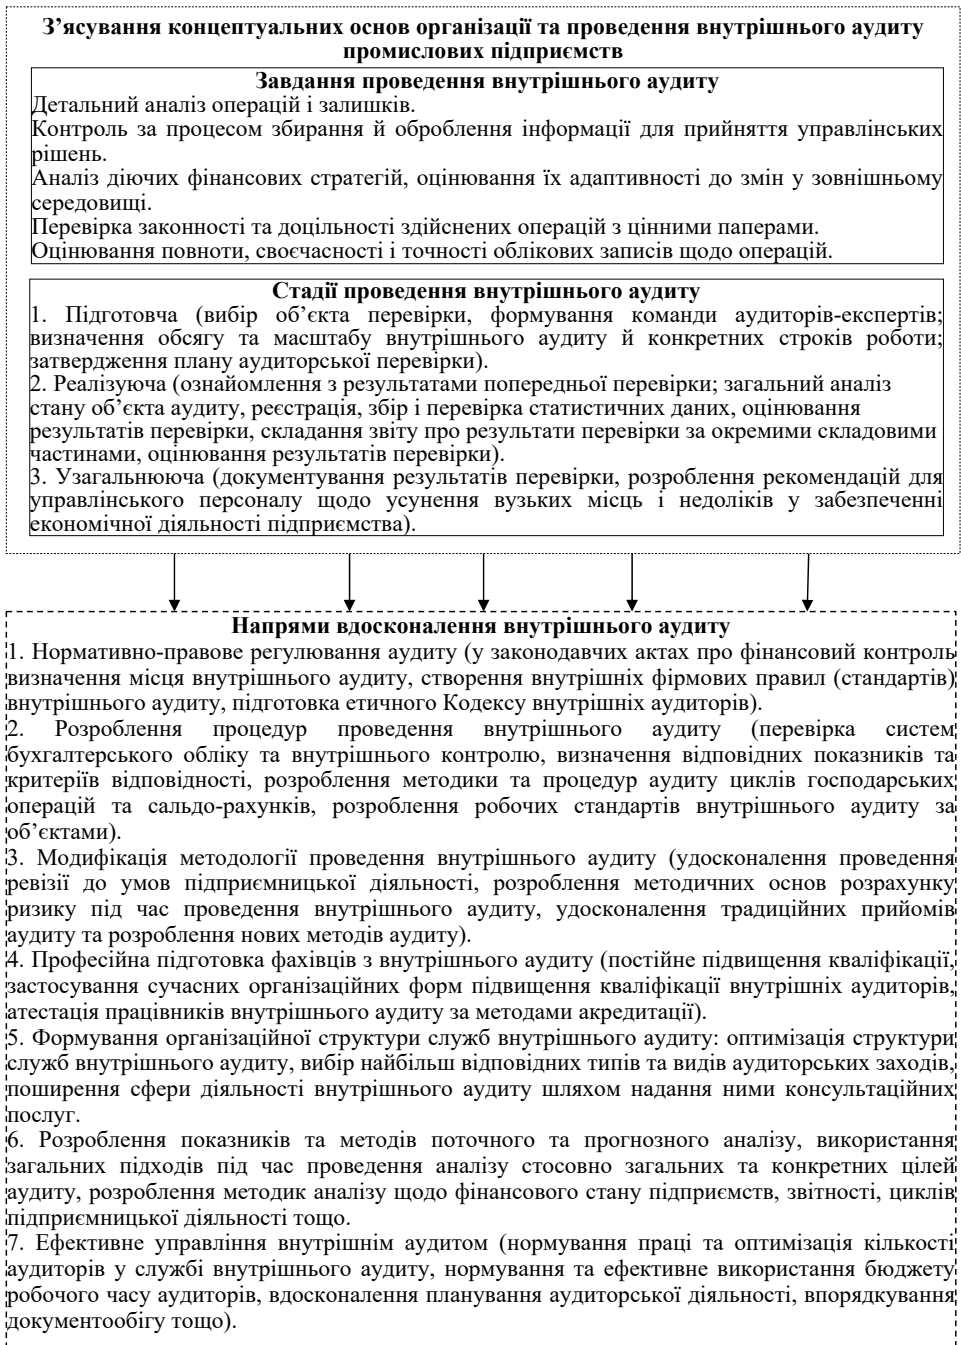 З’ясування концептуальних основ організації та проведення внутрішнього аудиту
промислових підприємств
Завдання проведення внутрішнього аудиту
Детальний аналіз операцій і залишків.
Контроль за процесом збирання й оброблення інформації для прийняття управлінських
рішень.
Аналіз діючих фінансових стратегій, оцінювання їх адаптивності до змін у зовнішньому
середовищі.
Перевірка законності та доцільності здійснених операцій з цінними паперами.
Оцінювання повноти, своєчасності і точності облікових записів щодо операцій.
Стадії проведення внутрішнього аудиту
1. Підготовча (вибір об’єкта перевірки, формування команди аудиторів-експертів;
визначення обсягу та масштабу внутрішнього аудиту й конкретних строків роботи;
затвердження плану аудиторської перевірки).
2. Реалізуюча (ознайомлення з результатами попередньої перевірки; загальний аналіз
стану об’єкта аудиту, реєстрація, збір і перевірка статистичних даних, оцінювання
результатів перевірки, складання звіту про результати перевірки за окремими складовими
частинами, оцінювання результатів перевірки).
3. Узагальнююча (документування результатів перевірки, розроблення рекомендацій для
управлінського персоналу щодо усунення вузьких місць і недоліків у забезпеченні
економічної діяльності підприємства).
Напрями вдосконалення внутрішнього аудиту
1. Нормативно-правове регулювання аудиту (у законодавчих актах про фінансовий контроль
визначення місця внутрішнього аудиту, створення внутрішніх фірмових правил (стандартів)
внутрішнього аудиту, підготовка етичного Кодексу внутрішніх аудиторів).
2. Розроблення процедур проведення внутрішнього аудиту (перевірка систем
бухгалтерського обліку та внутрішнього контролю, визначення відповідних показників та
критеріїв відповідності, розроблення методики та процедур аудиту циклів господарських
операцій та сальдо-рахунків, розроблення робочих стандартів внутрішнього аудиту за
об’єктами).
3. Модифікація методології проведення внутрішнього аудиту (удосконалення проведення
ревізії до умов підприємницької діяльності, розроблення методичних основ розрахунку
ризику під час проведення внутрішнього аудиту, удосконалення традиційних прийомів
аудиту та розроблення нових методів аудиту).
4. Професійна підготовка фахівців з внутрішнього аудиту (постійне підвищення кваліфікації,
застосування сучасних організаційних форм підвищення кваліфікації внутрішніх аудиторів,
атестація працівників внутрішнього аудиту за методами акредитації).
5. Формування організаційної структури служб внутрішнього аудиту: оптимізація структури
служб внутрішнього аудиту, вибір найбільш відповідних типів та видів аудиторських заходів,
поширення сфери діяльності внутрішнього аудиту шляхом надання ними консультаційних
послуг.
6. Розроблення показників та методів поточного та прогнозного аналізу, використання
загальних підходів під час проведення аналізу стосовно загальних та конкретних цілей
аудиту, розроблення методик аналізу щодо фінансового стану підприємств, звітності, циклів
підприємницької діяльності тощо.
7. Ефективне управління внутрішнім аудитом (нормування праці та оптимізація кількості
аудиторів у службі внутрішнього аудиту, нормування та ефективне використання бюджету
робочого часу аудиторів, вдосконалення планування аудиторської діяльності, впорядкування
документообігу тощо).